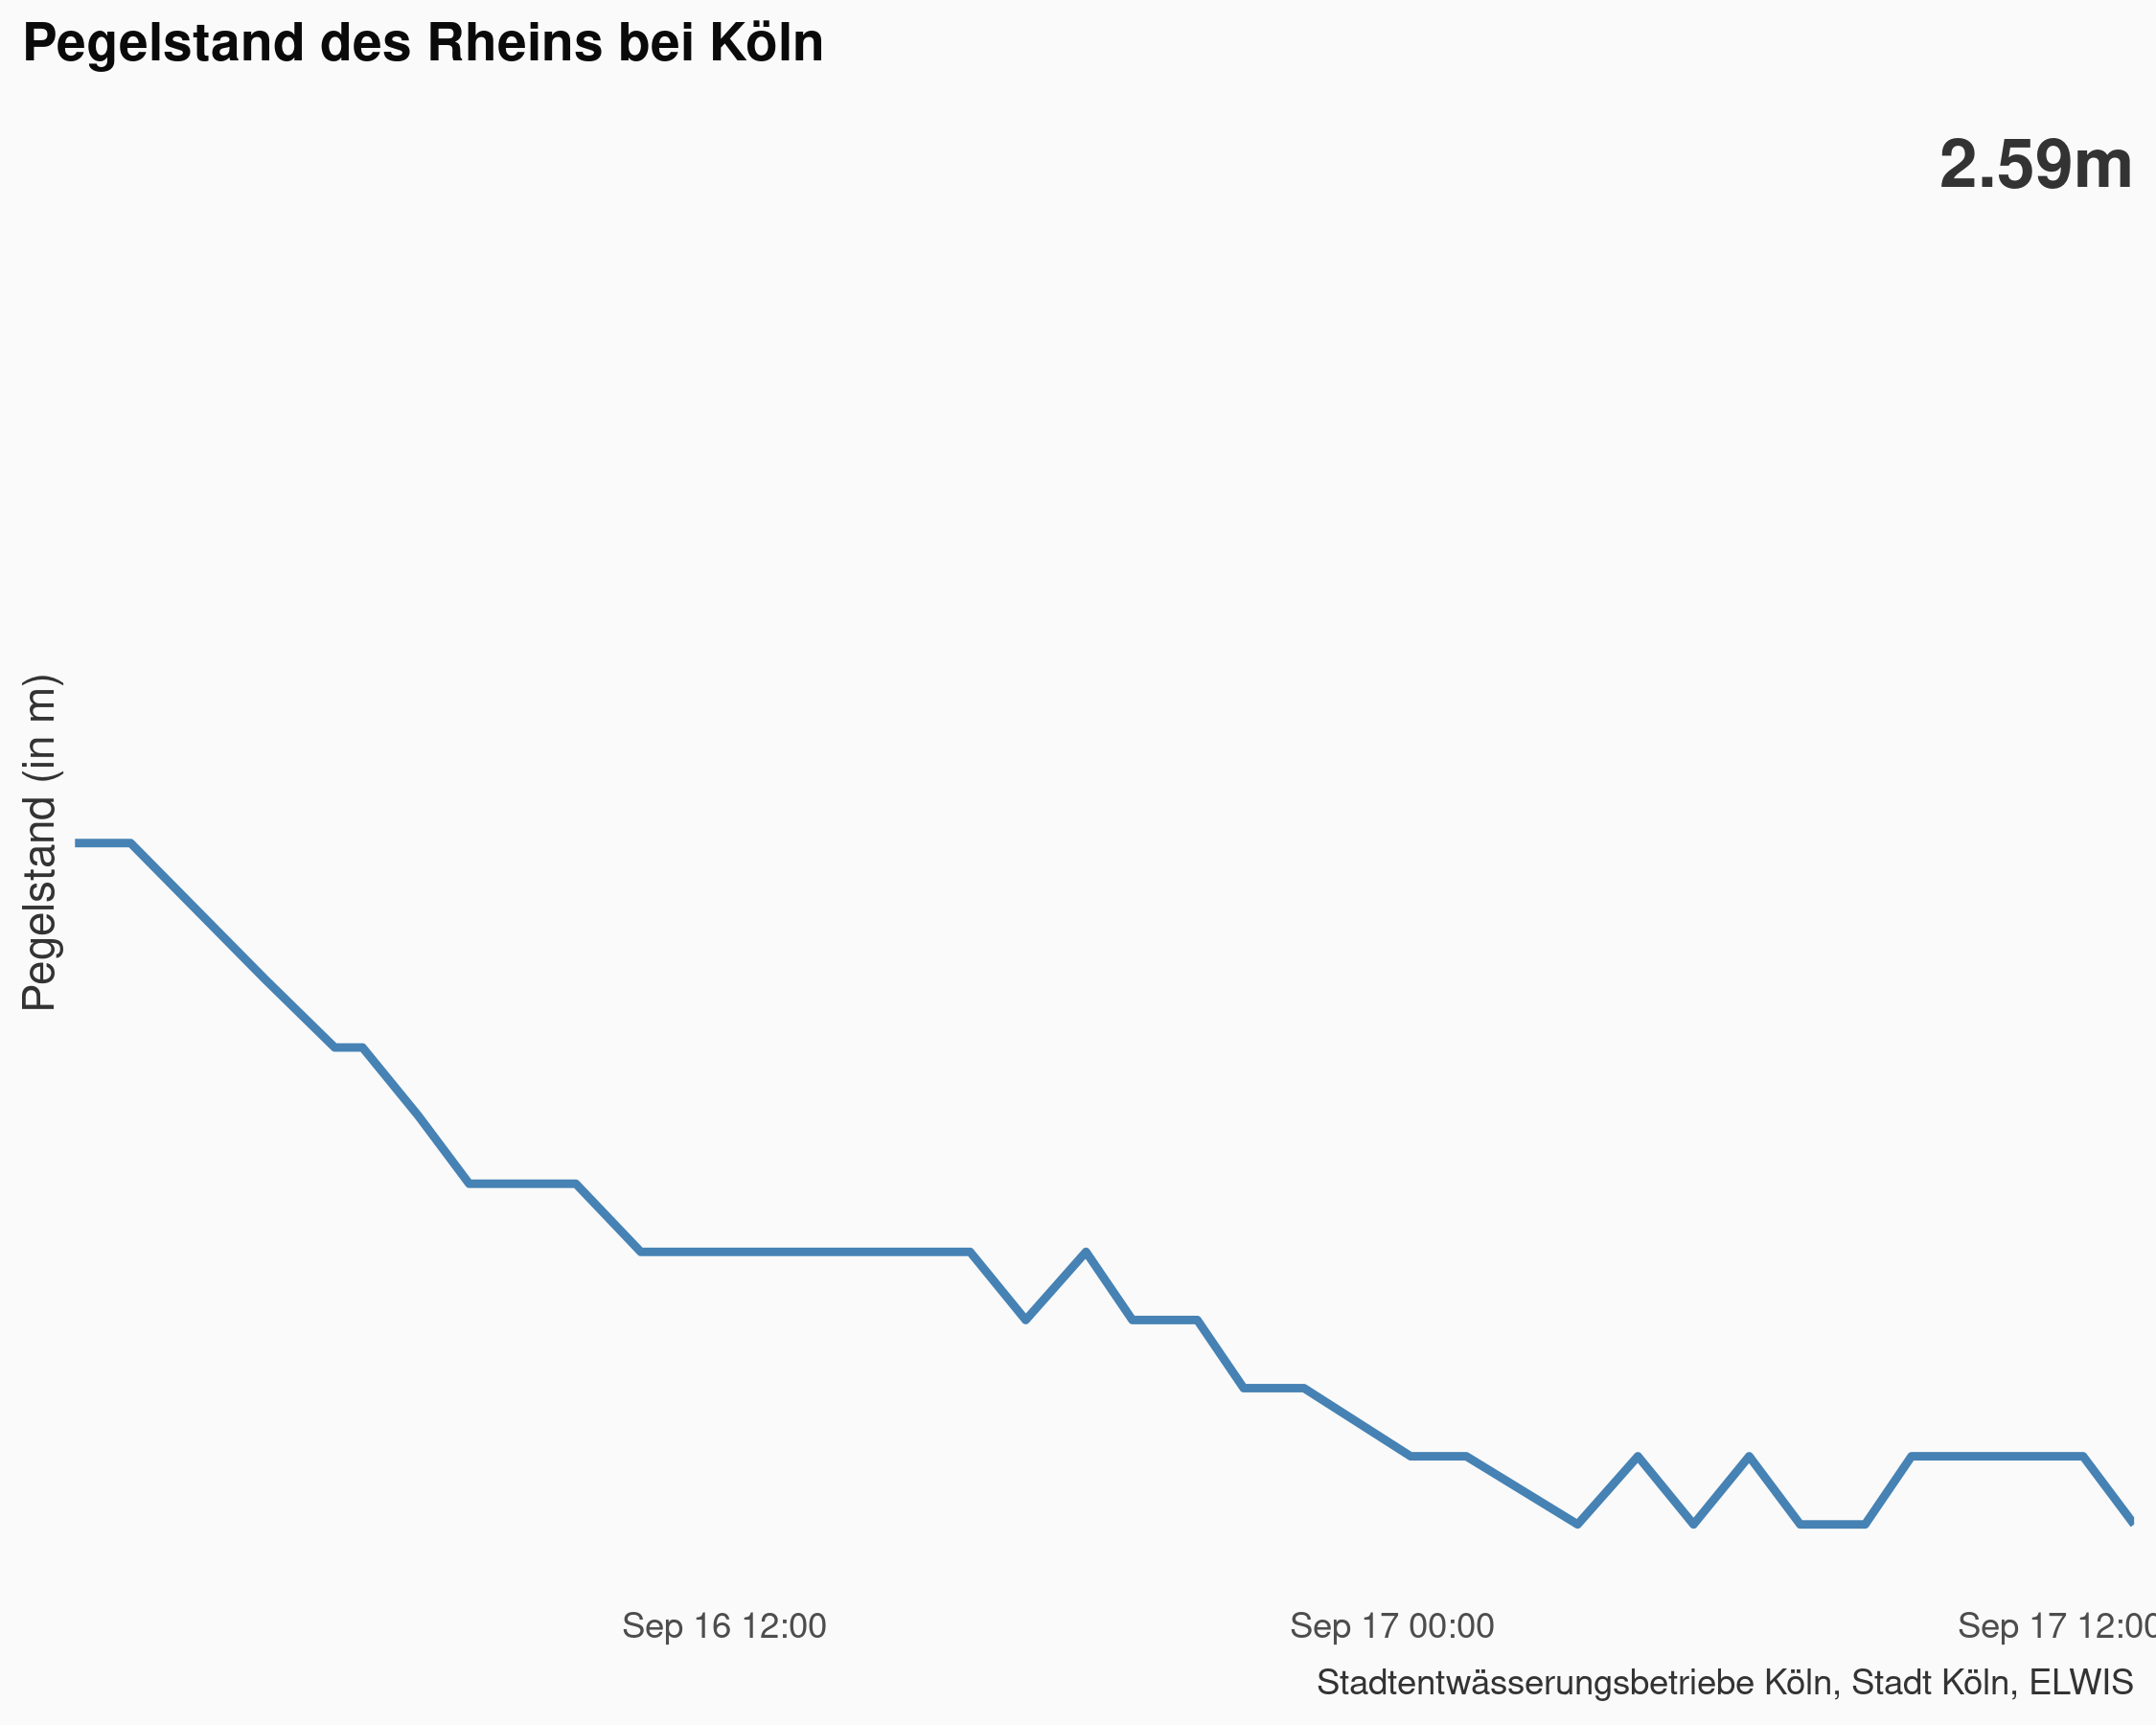 Pegelstand des Rheins bei Köln
2.59m
Pegelstand (in m)
Sep 16 12:00
Sep 17 00:00
Sep 17 12:00
Stadtentwässerungsbetriebe Köln, Stadt Köln, ELWIS